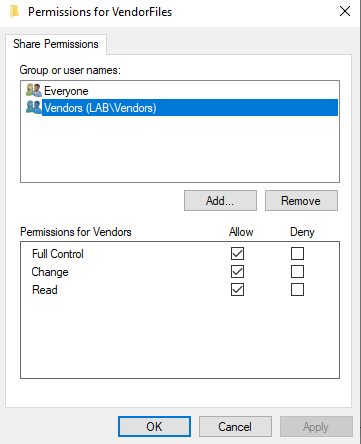 Permissions for VendorFiles
Share Permissions
Group or user names:
Everyone
Vendors (LAB\Vendors)
Add... Remove
Permissions for Vendors Allow Deny
Full Control
Change
Read
OK Cancel Apply